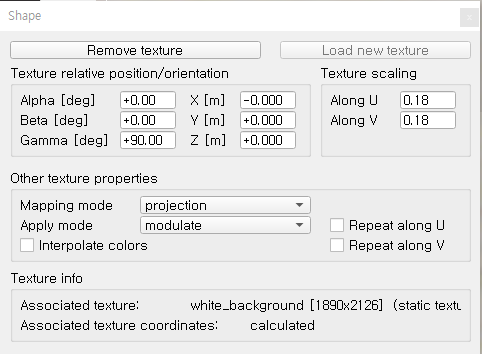 Shape
x
Remove texture Load new texture
Texture relative position/orientation Texture scaling
Alpha [deg] +0.00 X [m] -0.000 Along U 0.18
Beta [deg] +0.00 Y [m] +0.000 Along V 0.18
Gamma [deg] +90.00 Z [m] +0.000
Other texture properties
Mapping mode projection
Apply mode modulate Repeat along U
Interpolate colors Repeat along V
Texture info
Associated texture: white_background [1890x2126] (static textu
Associated texture coordinates: calculated